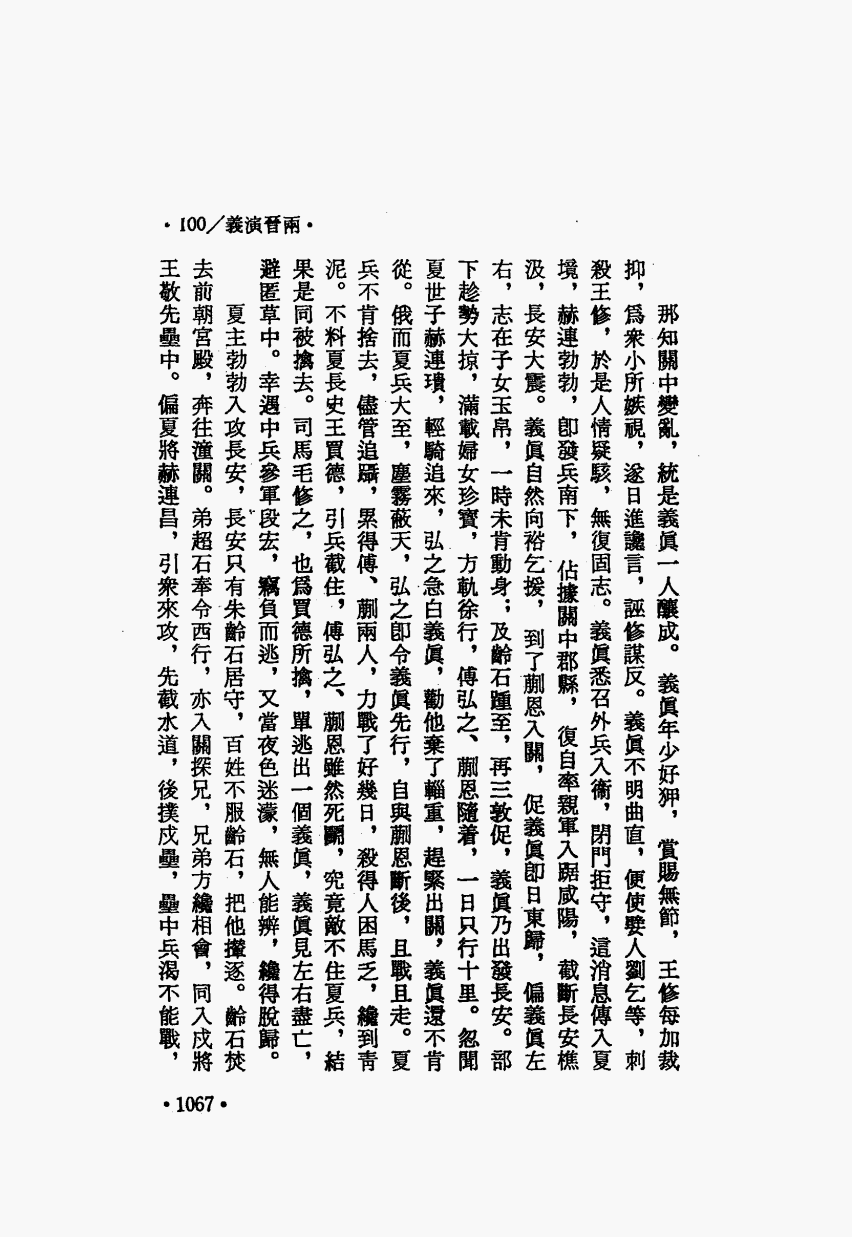 ·100/義演晉兩·
那知關中變亂，統是義眞一人釀成。義眞年少好狎，賞賜無節，王修每加裁
抑，爲衆小所嫉視，遂日進讒言，誣修謀反。義眞不明曲直，便使嬖人劉乞等，刺
殺王修，於是人情疑駭，無復固志。義眞悉召外兵入衞，閉門拒守，這消息傳入夏
境，赫連勃勃，卽發兵南下，佔據關中郡縣，復自率親軍入踞咸陽，截斷長安樵
汲，長安大震。義眞自然向裕乞援，到了蒯恩入關，促義眞卽日東歸，偏義眞左
右，志在子女玉帛，一時未肯動身；及齡石踵至，再三敦促，義眞乃出發長安。部
下趁勢大掠，滿載婦女珍寶，方軌徐行，傅弘之、蒯恩隨着，一日只行十里。忽聞
夏世子赫連璝，輕騎追來，弘之急白義眞，勸他棄了輜重，趕緊出關，義眞還不肯
從。俄而夏兵大至，塵霧蔽天，弘之卽令義眞先行，自與蒯恩斷後，且戰且走。夏
兵不肯捨去，儘管追躡，累得傅、蒯兩人，力戰了好幾日，殺得人困馬乏，纔到靑
泥。不料夏長史王買德，引兵截住，傅弘之、蒯恩雖然死鬭，究竟敵不住夏兵，結
果是同被擒去。司馬毛修之，也爲買德所擒，單逃出一個義眞，義眞見左右盡亡，
避匿草中。幸遇中兵參軍段宏，竊負而逃，又當夜色迷濛，無人能辨，纔得脫歸。
夏主勃勃入攻長安，長安只有朱齡石居守，百姓不服齡石，把他攆逐。齡石焚
去前朝宮殿，奔往潼關。弟超石奉令西行，亦入關探兄，兄弟方纔相會，同入戍將
王敬先壘中。偏夏將赫連昌，引衆來攻，先截水道，後撲戍壘，壘中兵渴不能戰，
·1067·